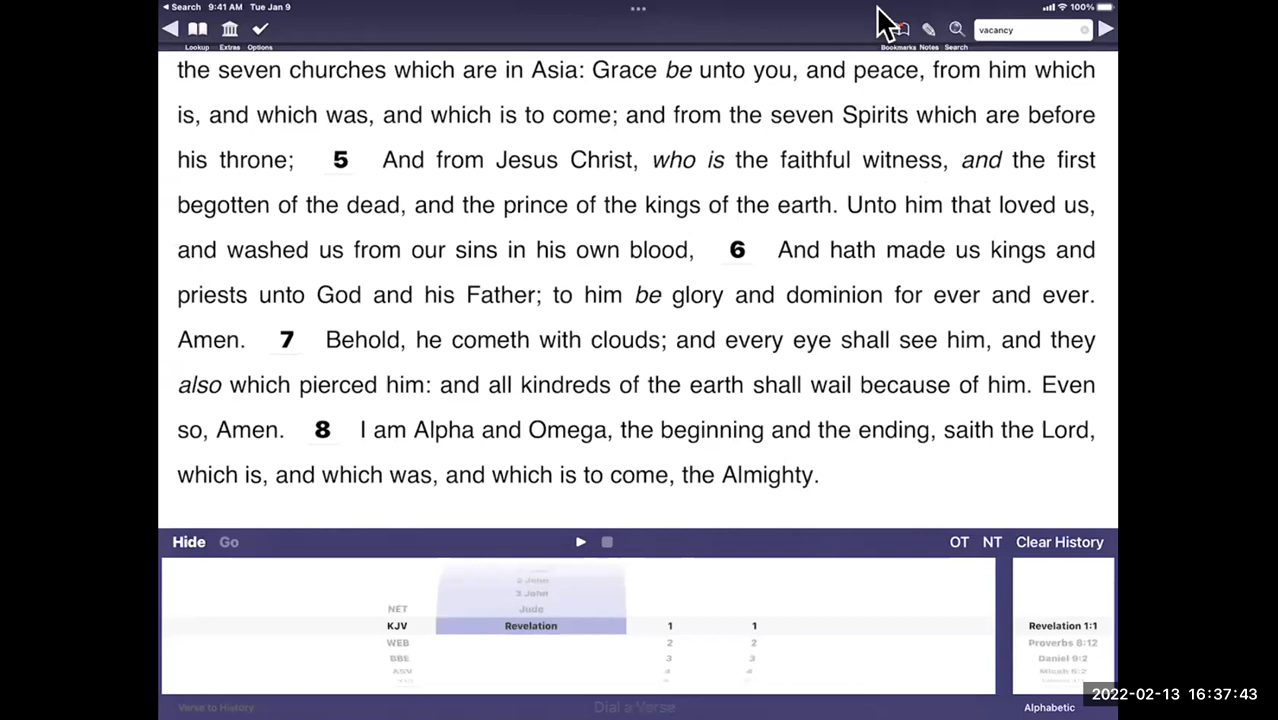 Search 9:41 AM Tue Jan 9
100%
vacancy
Lookup Extras Options
Bookmarks Notes Search
the seven churches which are in Asia: Grace be unto you, and peace, from him which
is, and which was, and which is to come; and from the seven Spirits which are before
his throne; 5 And from Jesus Christ, who is the faithful witness, and the first
begotten of the dead, and the prince of the kings of the earth. Unto him that loved us,
and washed us from our sins in his own blood, 6 And hath made us kings and
priests unto God and his Father; to him be glory and dominion for ever and ever.
Amen. 7 Behold, he cometh with clouds; and every eye shall see him, and they
also which pierced him: and all kindreds of the earth shall wail because of him. Even
so, Amen. 8 I am Alpha and Omega, the beginning and the ending, saith the Lord,
which is, and which was, and which is to come, the Almighty.
Hide Go OT NT Clear History
2 John
3 John
NET Jude
KJV Revelation 1 1 Revelation 1:1
WEB 2 2 Proverbs 8:12
BBE 3 3 Daniel 9:2
ASV 4 4 Micah 5:2
2022-02-13 16:37:43
Verse to History Dial a Verse Alphabetic